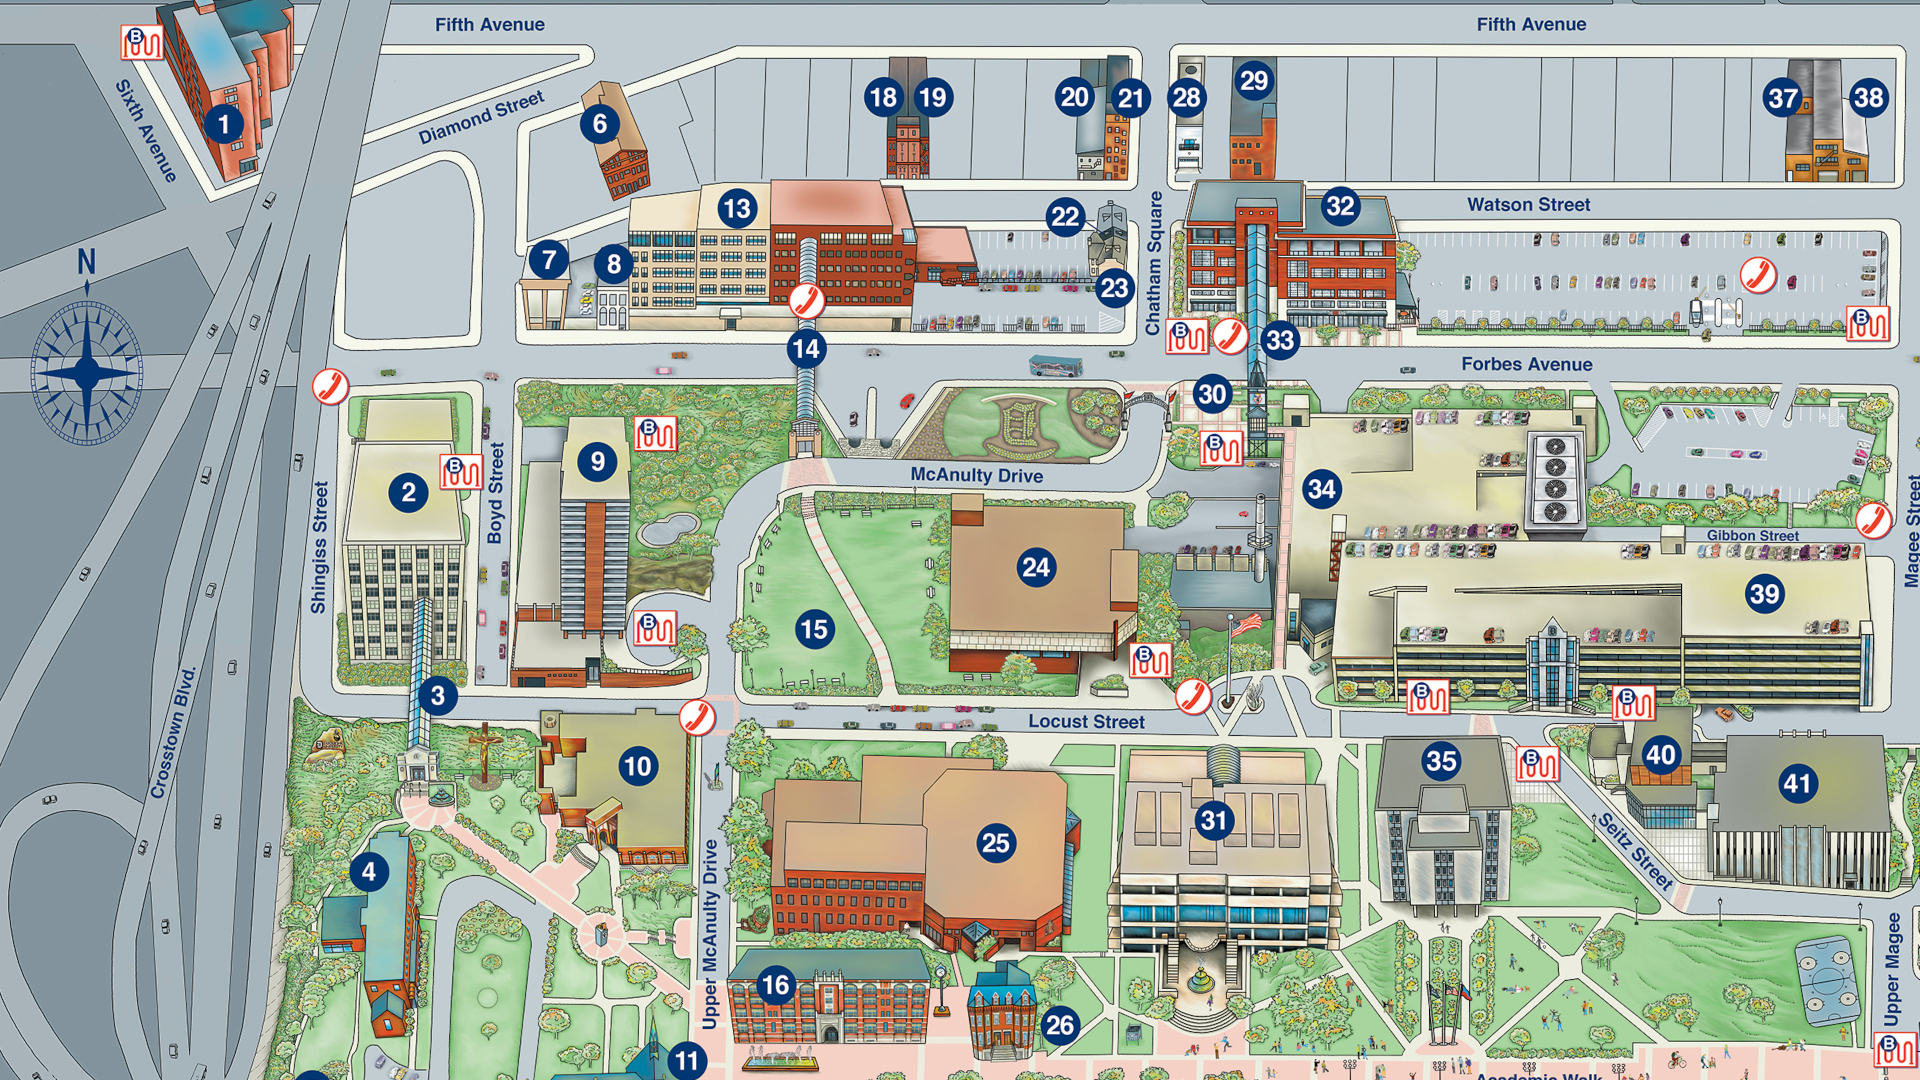 Fifth Avenue
Fifth Avenue
B
1
Sixth Avenue
Diamond Street
6
18
19
20
21
28
29
37
38
13
22
32
Watson Street
Chatham Square
N
7
8
23
B
33
B
14
Forbes Avenue
30
B
B
9
B
2
McAnulty Drive
34
Boyd Street
Shingiss Street
Magee Street
Gibbon Street
24
39
15
B
B
3
B
B
Locust Street
Crosstown Blvd.
10
35
B
40
41
31
25
Seitz Street
4
Upper McAnulty Drive
16
26
Upper Magee
B
11
Academic Walk